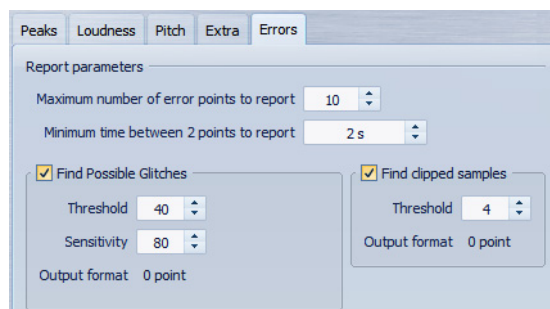 Peaks Loudness Pitch Extra Errors
Report parameters
Maximum number of error points to report 10
Minimum time between 2 points to report 2 s
Find Possible Glitches
Threshold 40
Sensitivity 80
Output format 0 point
Find clipped samples
Threshold 4
Output format 0 point